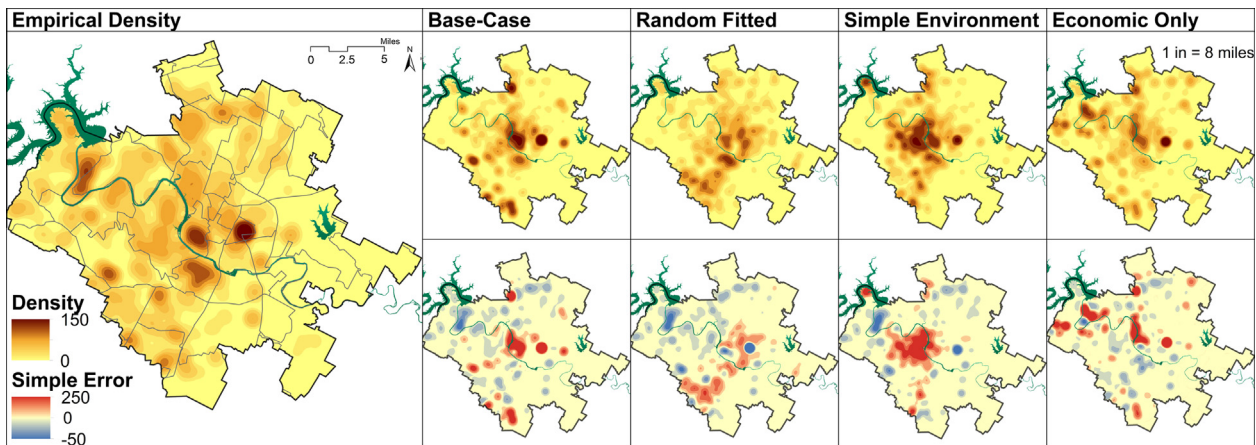 Empirical Density
Base-Case
Random Fitted
Simple Environment
Economic Only
Miles
0 2.5 5
N
1 in = 8 miles
Density
150
0
Simple Error
250
0
-50